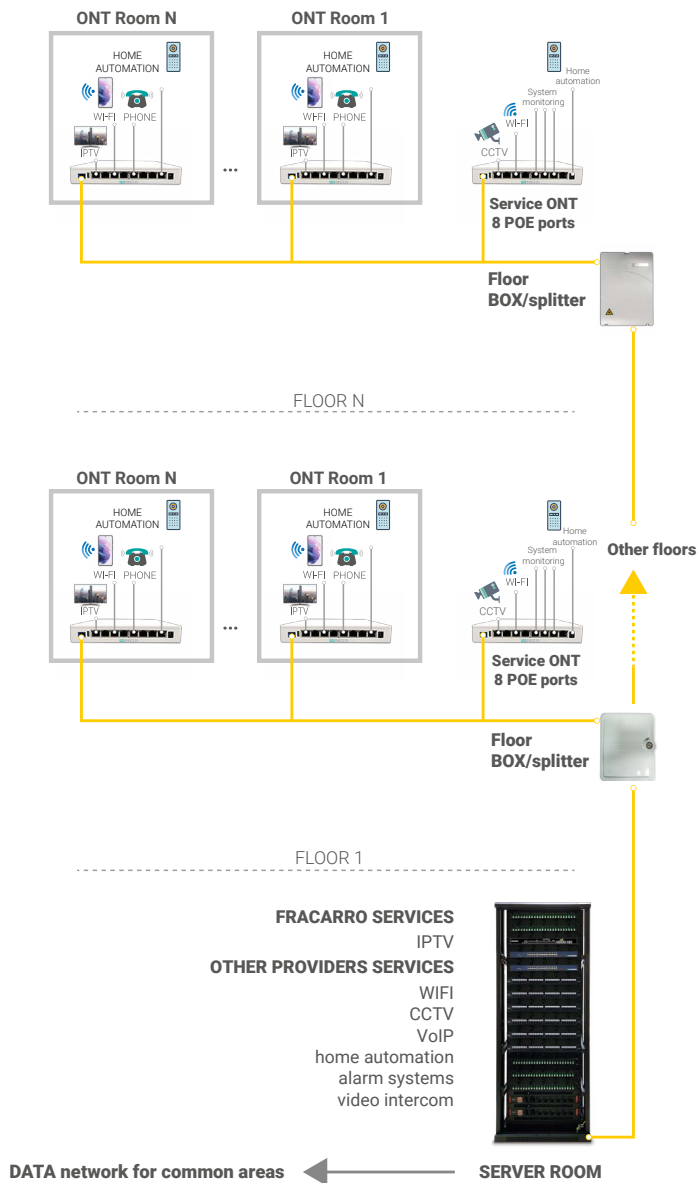 ONT Room N
ONT Room 1
HOME
AUTOMATION
WI-FI
PHONE
IPTV
HOME
AUTOMATION
WI-FI
PHONE
IPTV
Home
automation
System
monitoring
WI-FI
CCTV
...
Service ONT
8 POE ports
Floor
BOX/splitter
FLOOR N
ONT Room N
ONT Room 1
HOME
AUTOMATION
WI-FI
PHONE
IPTV
HOME
AUTOMATION
WI-FI
PHONE
IPTV
Home
automation
System
monitoring
WI-FI
CCTV
...
Other floors
Service ONT
8 POE ports
Floor
BOX/splitter
FLOOR 1
FRACARRO SERVICES
IPTV
OTHER PROVIDERS SERVICES
WIFI
CCTV
VoIP
home automation
alarm systems
video intercom
DATA network for common areas
SERVER ROOM